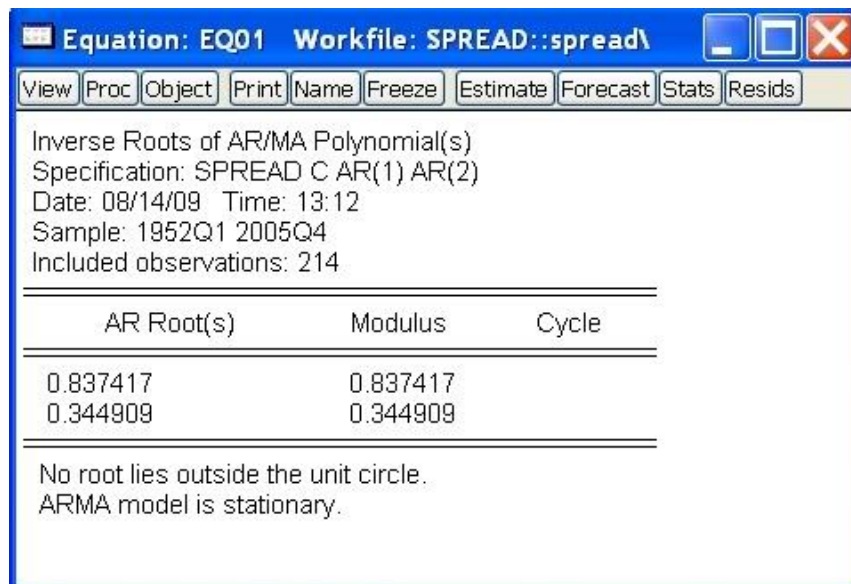 Equation: EQ01 Workfile: SPREAD::spread\
View Proc Object Print Name Freeze Estimate Forecast Stats Resids
Inverse Roots of AR/MA Polynomial(s)
Specification: SPREAD C AR(1) AR(2)
Date: 08/14/09 Time: 13:12
Sample: 1952Q1 2005Q4
Included observations: 214
AR Root(s) Modulus Cycle
0.837417 0.837417
0.344909 0.344909
No root lies outside the unit circle.
ARMA model is stationary.